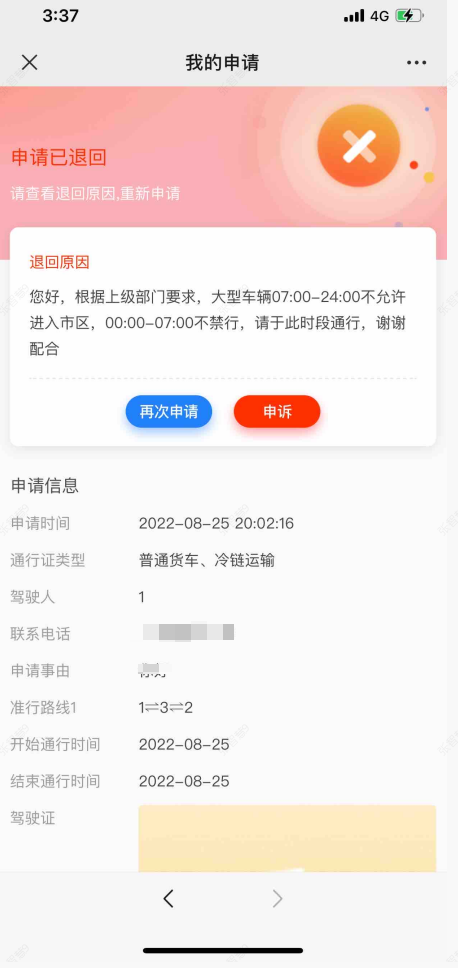 3:37
4G
我的申请
申请已退回
请查看退回原因,重新申请
退回原因
您好，根据上级部门要求，大型车辆07:00-24:00不允许
进入市区，00:00-07:00不禁行，请于此时段通行，谢谢
配合
再次申请 申诉
申请信息
申请时间 2022-08-25 20:02:16
通行证类型 普通货车、冷链运输
驾驶人 1
联系电话
申请事由
准行路线1 1⇌3⇌2
开始通行时间 2022-08-25
结束通行时间 2022-08-25
驾驶证